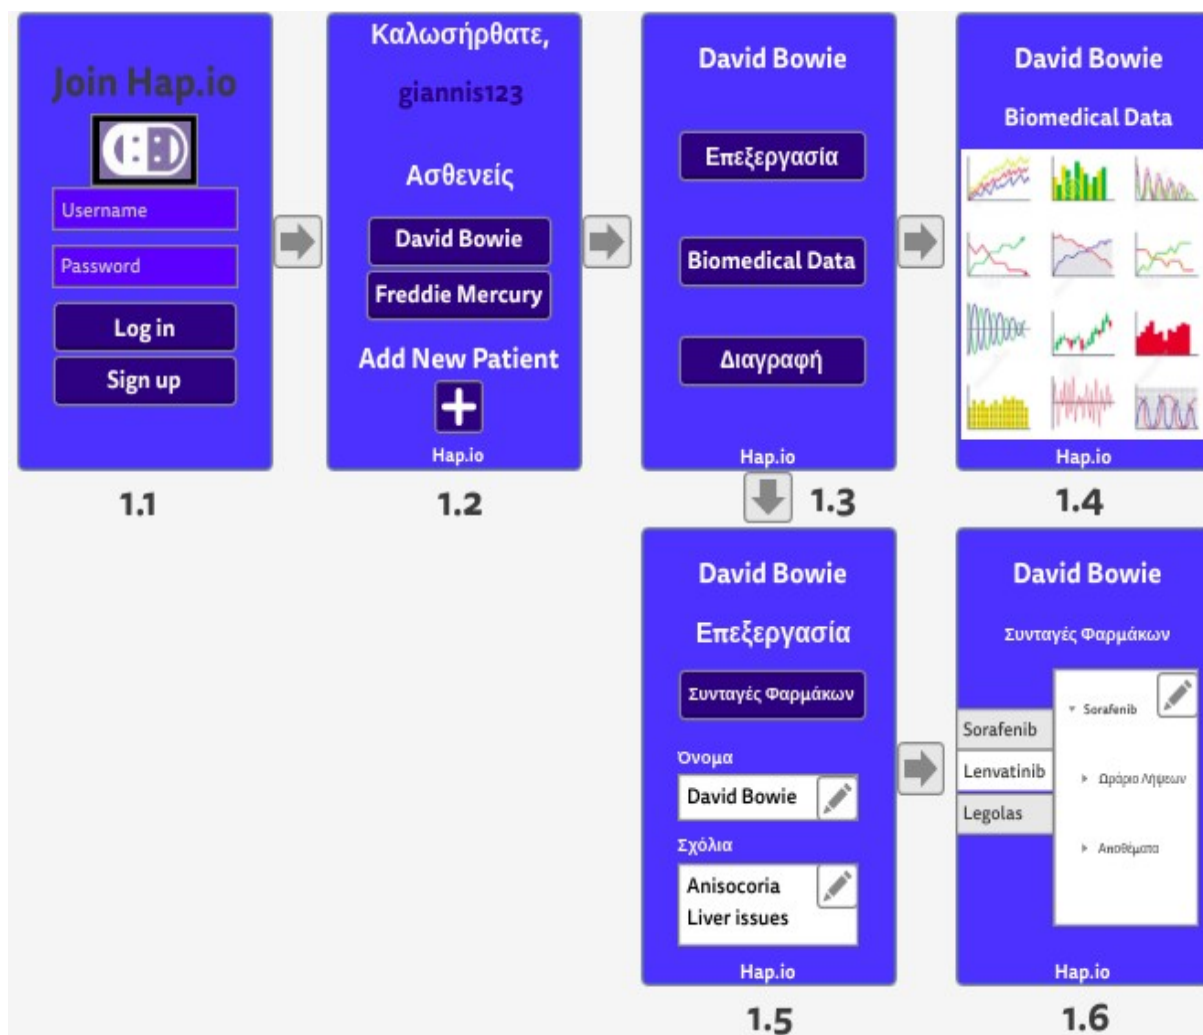 Join Hap.io
Username
Password
Log in
Sign up
1.1
Καλωσήρθατε,
giannis123
Ασθενείς
David Bowie
Freddie Mercury
Add New Patient
Hap.io
1.2
David Bowie
Επεξεργασία
Biomedical Data
Διαγραφή
Hap.io
1.3
David Bowie
Biomedical Data
Hap.io
1.4
David Bowie
Επεξεργασία
Συνταγές Φαρμάκων
Όνομα
David Bowie
Σχόλια
Anisocoria
Liver issues
Hap.io
1.5
David Bowie
Συνταγές Φαρμάκων
Sorafenib
Lenvatinib
Legolas
Sorafenib
Ωράριο Λήψεων
Αποθέματα
Hap.io
1.6